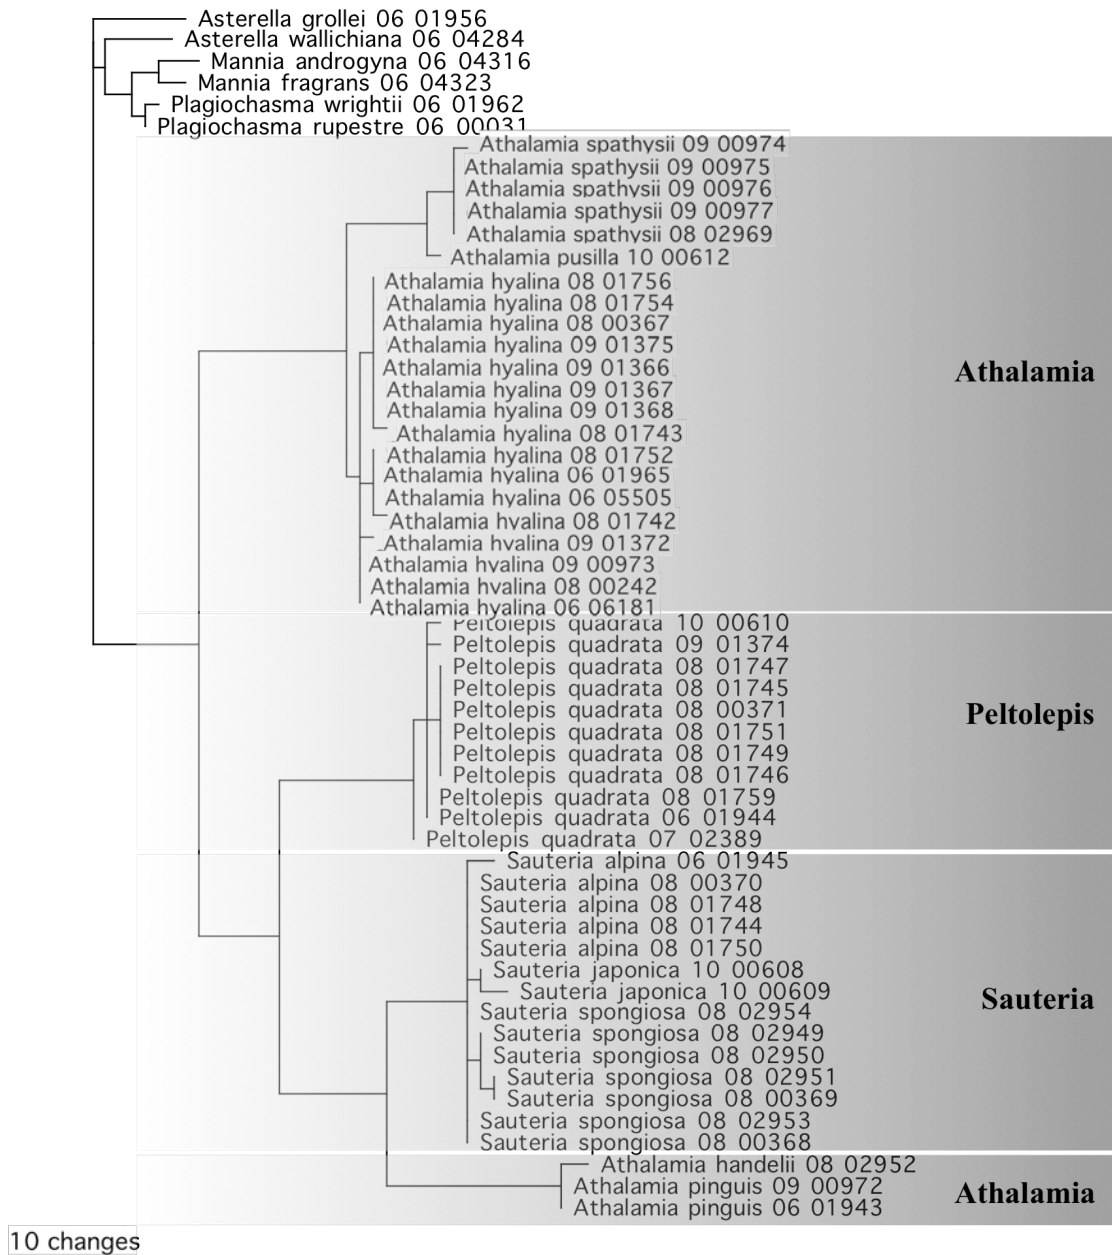 Asterella grollei 06 01956
Asterella wallichiana 06 04284
Mannia androgyna 06 04316
Mannia fragrans 06 04323
Plagiochasma wrightii 06 01962
Plagiochasma rupestre 06 00031
Athalamia spathysii 09 00974
Athalamia spathysii 09 00975
Athalamia spathysii 09 00976
Athalamia spathysii 09 00977
Athalamia spathysii 08 02969
Athalamia pusilla 10 00612
Athalamia hyalina 08 01756
Athalamia hyalina 08 01754
Athalamia hyalina 08 00367
Athalamia hyalina 09 01375
Athalamia hyalina 09 01366
Athalamia
Athalamia hyalina 09 01367
Athalamia hyalina 09 01368
Athalamia hyalina 08 01743
Athalamia hyalina 08 01752
Athalamia hyalina 06 01965
Athalamia hyalina 06 05505
Athalamia hyalina 08 01742
Athalamia hyalina 09 01372
Athalamia hyalina 09 00973
Athalamia hyalina 08 00242
Athalamia hyalina 06 06181
Peltolepis quadrata 10 00610
Peltolepis quadrata 09 01374
Peltolepis quadrata 08 01747
Peltolepis quadrata 08 01745
Peltolepis quadrata 08 00371
Peltolepis
Peltolepis quadrata 08 01751
Peltolepis quadrata 08 01749
Peltolepis quadrata 08 01746
Peltolepis quadrata 08 01759
Peltolepis quadrata 06 01944
Peltolepis quadrata 07 02389
Sauteria alpina 06 01945
Sauteria alpina 08 00370
Sauteria alpina 08 01748
Sauteria alpina 08 01744
Sauteria alpina 08 01750
Sauteria japonica 10 00608
Sauteria japonica 10 00609
Sauteria
Sauteria spongiosa 08 02954
Sauteria spongiosa 08 02949
Sauteria spongiosa 08 02950
Sauteria spongiosa 08 02951
Sauteria spongiosa 08 00369
Sauteria spongiosa 08 02953
Sauteria spongiosa 08 00368
Athalamia handelii 08 02952
Athalamia pinguis 09 00972
Athalamia
Athalamia pinguis 06 01943
10 changes